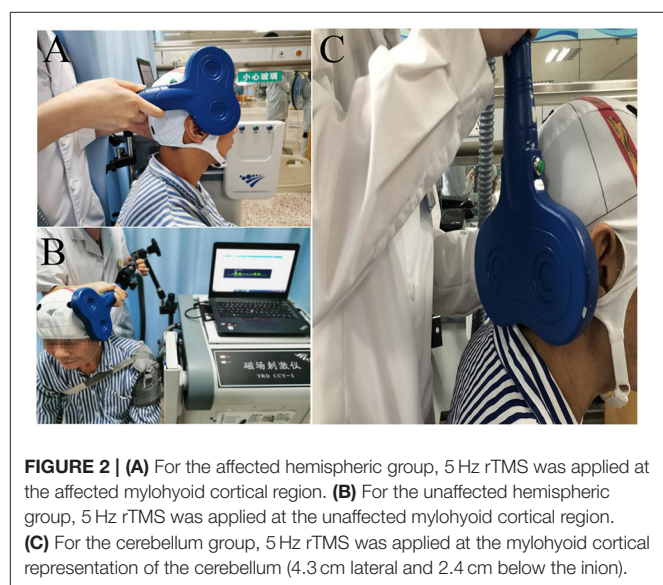 A
小心玻璃
C
B
磁场刺激仪
YRD CCY-I
FIGURE 2 | (A) For the affected hemispheric group, 5 Hz rTMS was applied at
the affected mylohyoid cortical region. (B) For the unaffected hemispheric
group, 5 Hz rTMS was applied at the unaffected mylohyoid cortical region.
(C) For the cerebellum group, 5 Hz rTMS was applied at the mylohyoid cortical
representation of the cerebellum (4.3 cm lateral and 2.4 cm below the inion).